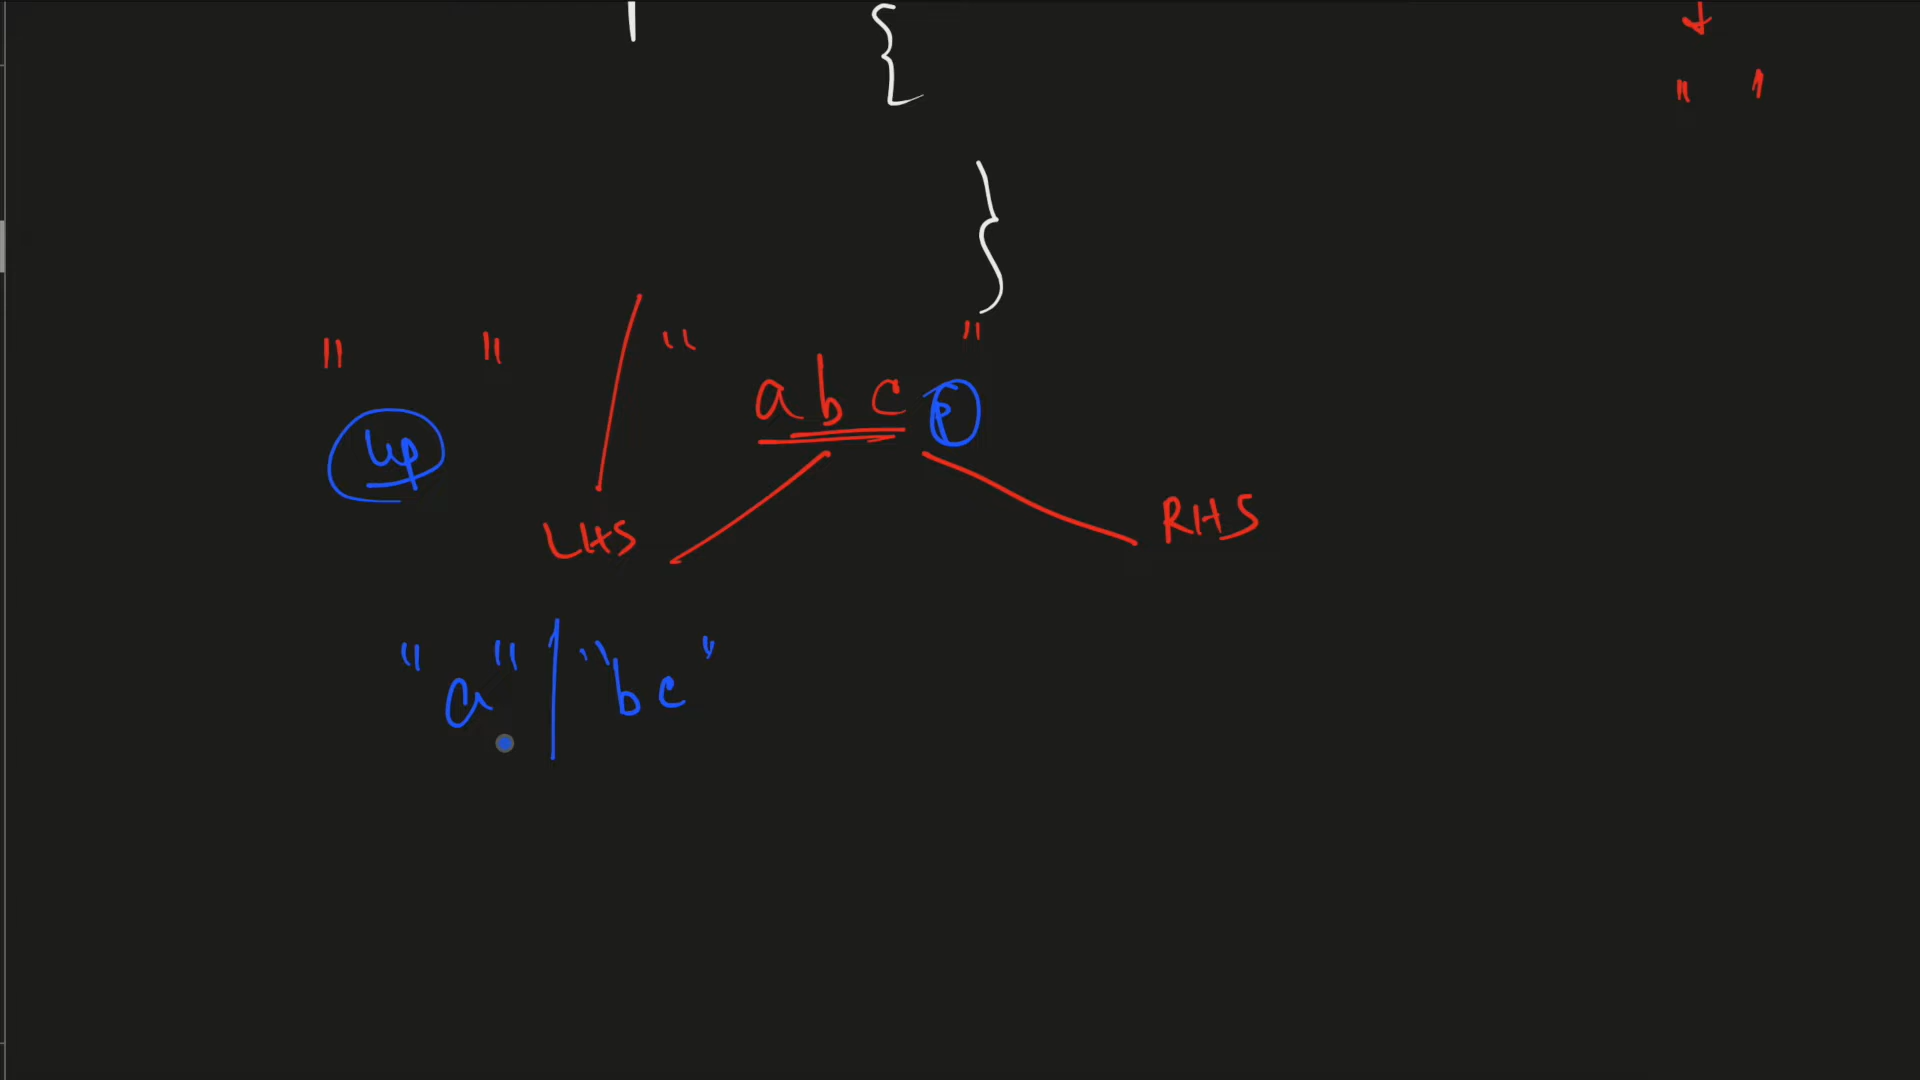 {
" "
}
" " / " abc "
up p
LHS RHS
"a" | "bc"